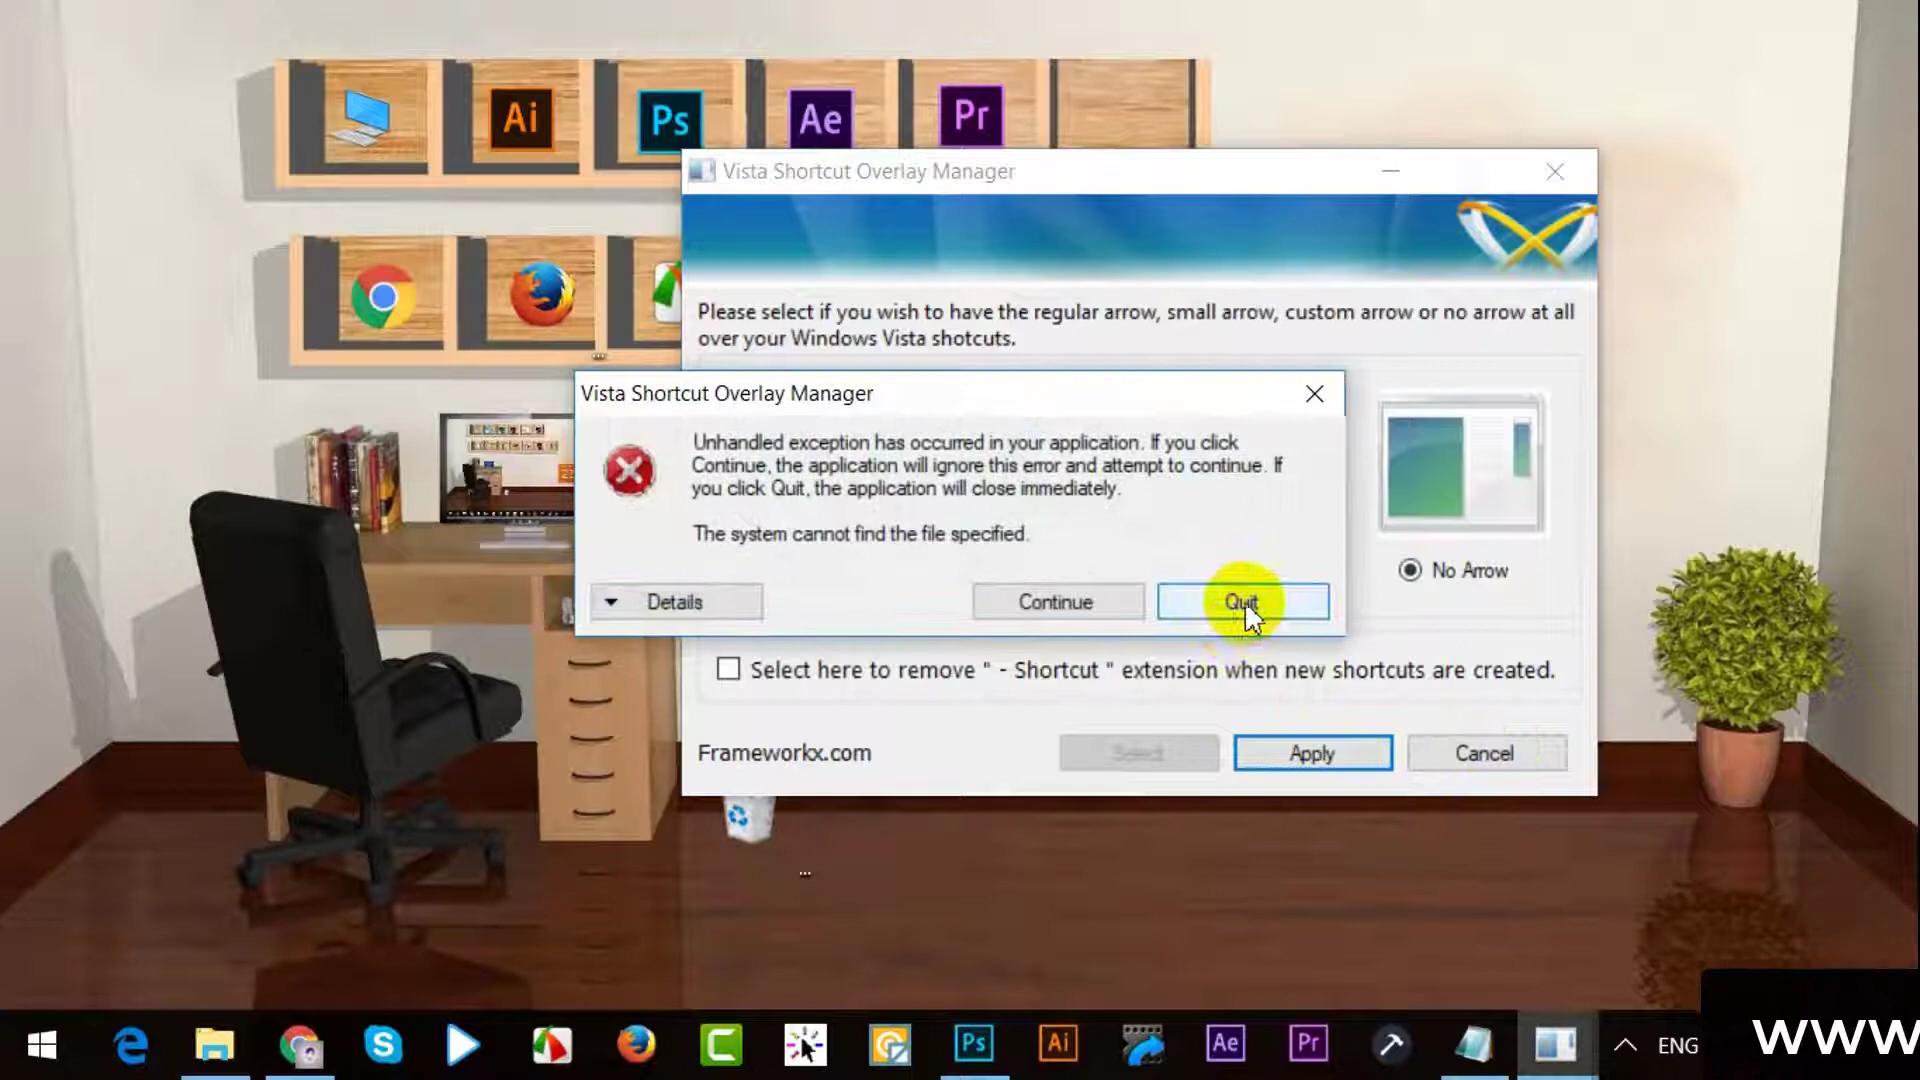 Ai
Ps
Ae
Pr
Vista Shortcut Overlay Manager
Please select if you wish to have the regular arrow, small arrow, custom arrow or no arrow at all
over your Windows Vista shotcuts.
Vista Shortcut Overlay Manager
Unhandled exception has occurred in your application. If you click
Continue, the application will ignore this error and attempt to continue. If
you click Quit, the application will close immediately.
The system cannot find the file specified.
No Arrow
Details
Continue
Quit
Select here to remove " - Shortcut " extension when new shortcuts are created.
Frameworkx.com
Select
Apply
Cancel
Ps
Ai
Ae
Pr
ENG
www